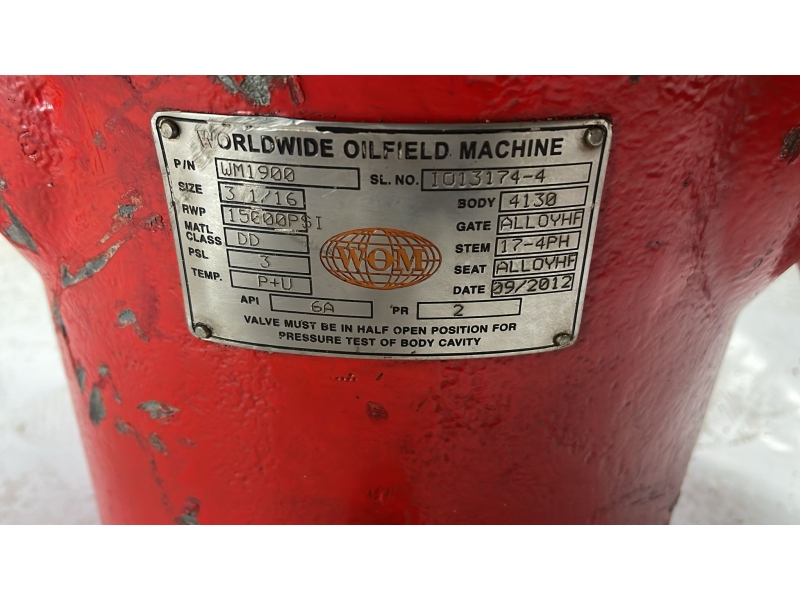 WORLDWIDE OILFIELD MACHINE
P/N WM1900 SL. NO. IO13174-4
SIZE 3 1/16 BODY 4130
RWP 15000PSI GATE ALLOYHF
MATL CLASS DD STEM 17-4PH
PSL 3 SEAT ALLOYHF
TEMP. P+U DATE 09/2012
WOM
API 6A PR 2
VALVE MUST BE IN HALF OPEN POSITION FOR
PRESSURE TEST OF BODY CAVITY